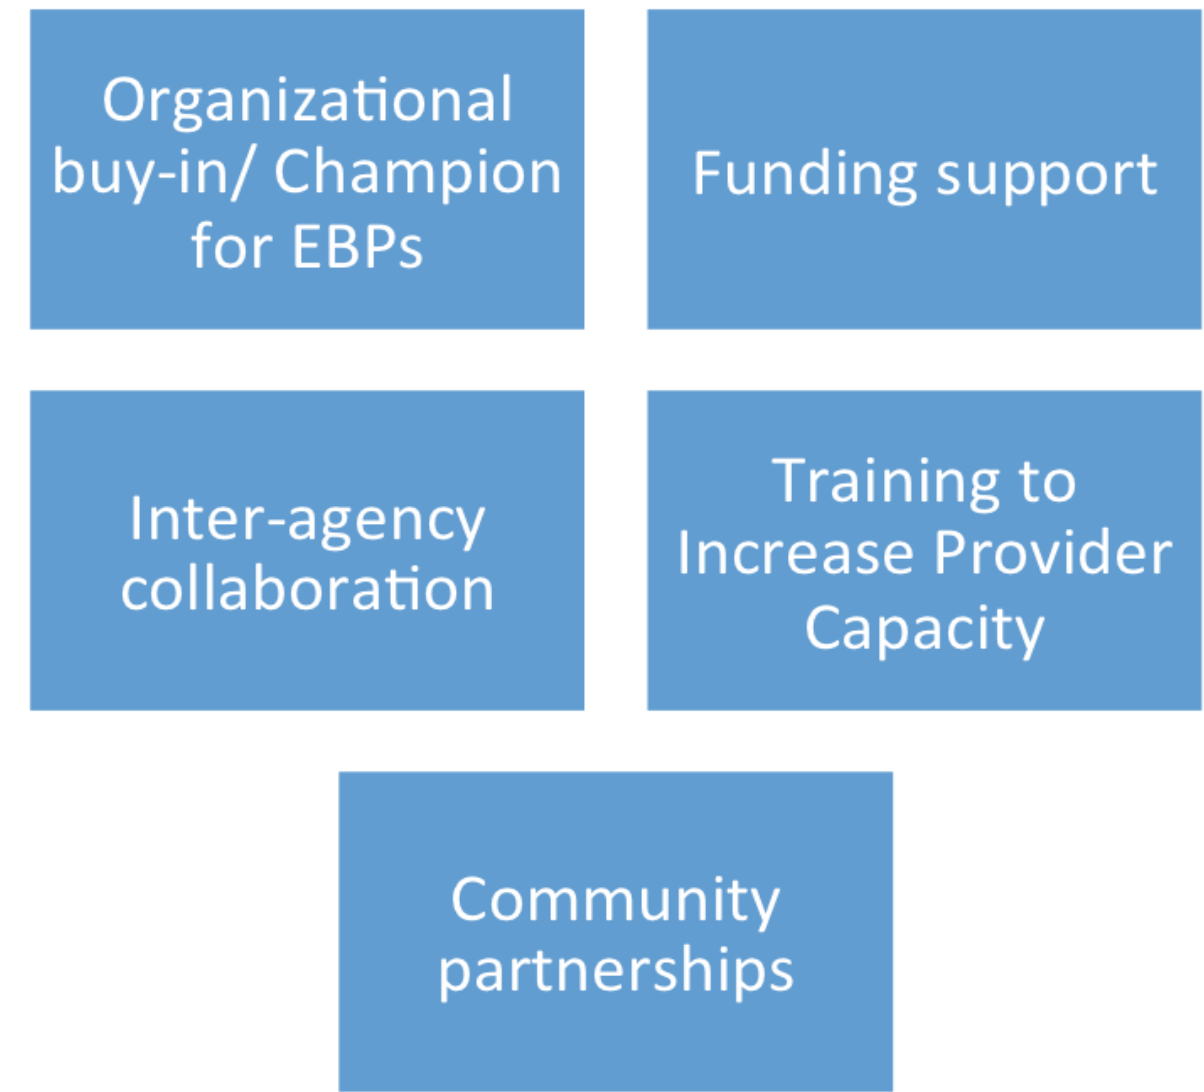 Organizational
buy-in/ Champion
for EBPs
Funding support
Inter-agency
collaboration
Training to
Increase Provider
Capacity
Community
partnerships